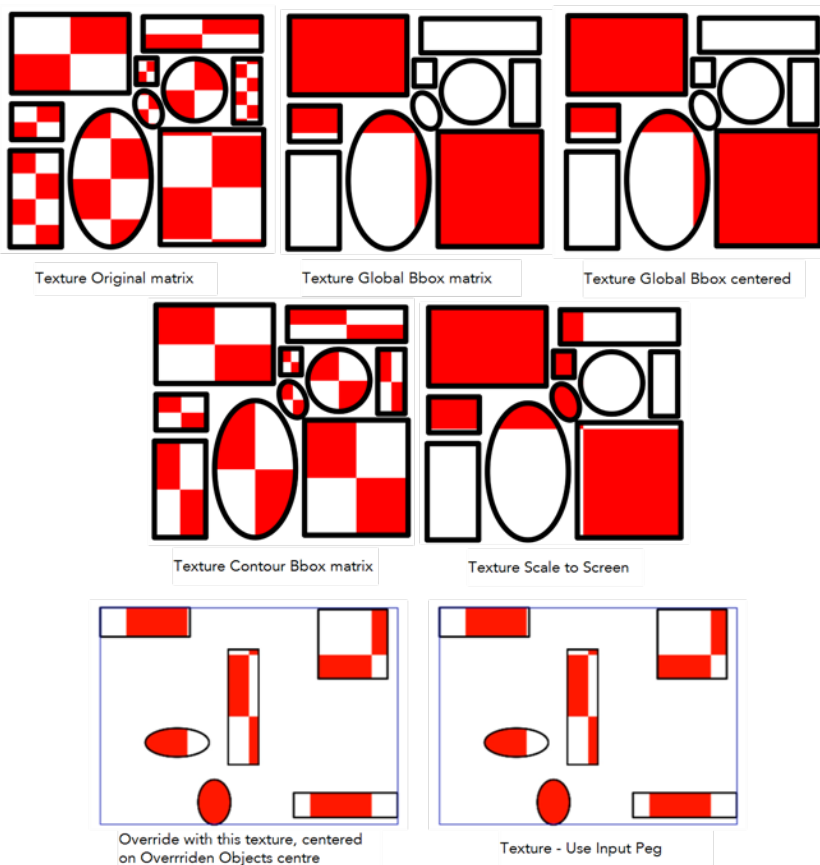 Texture Original matrix
Texture Global Bbox matrix
Texture Global Bbox centered
Texture Contour Bbox matrix
Texture Scale to Screen
Override with this texture, centered
on Overrriden Objects centre
Texture - Use Input Peg